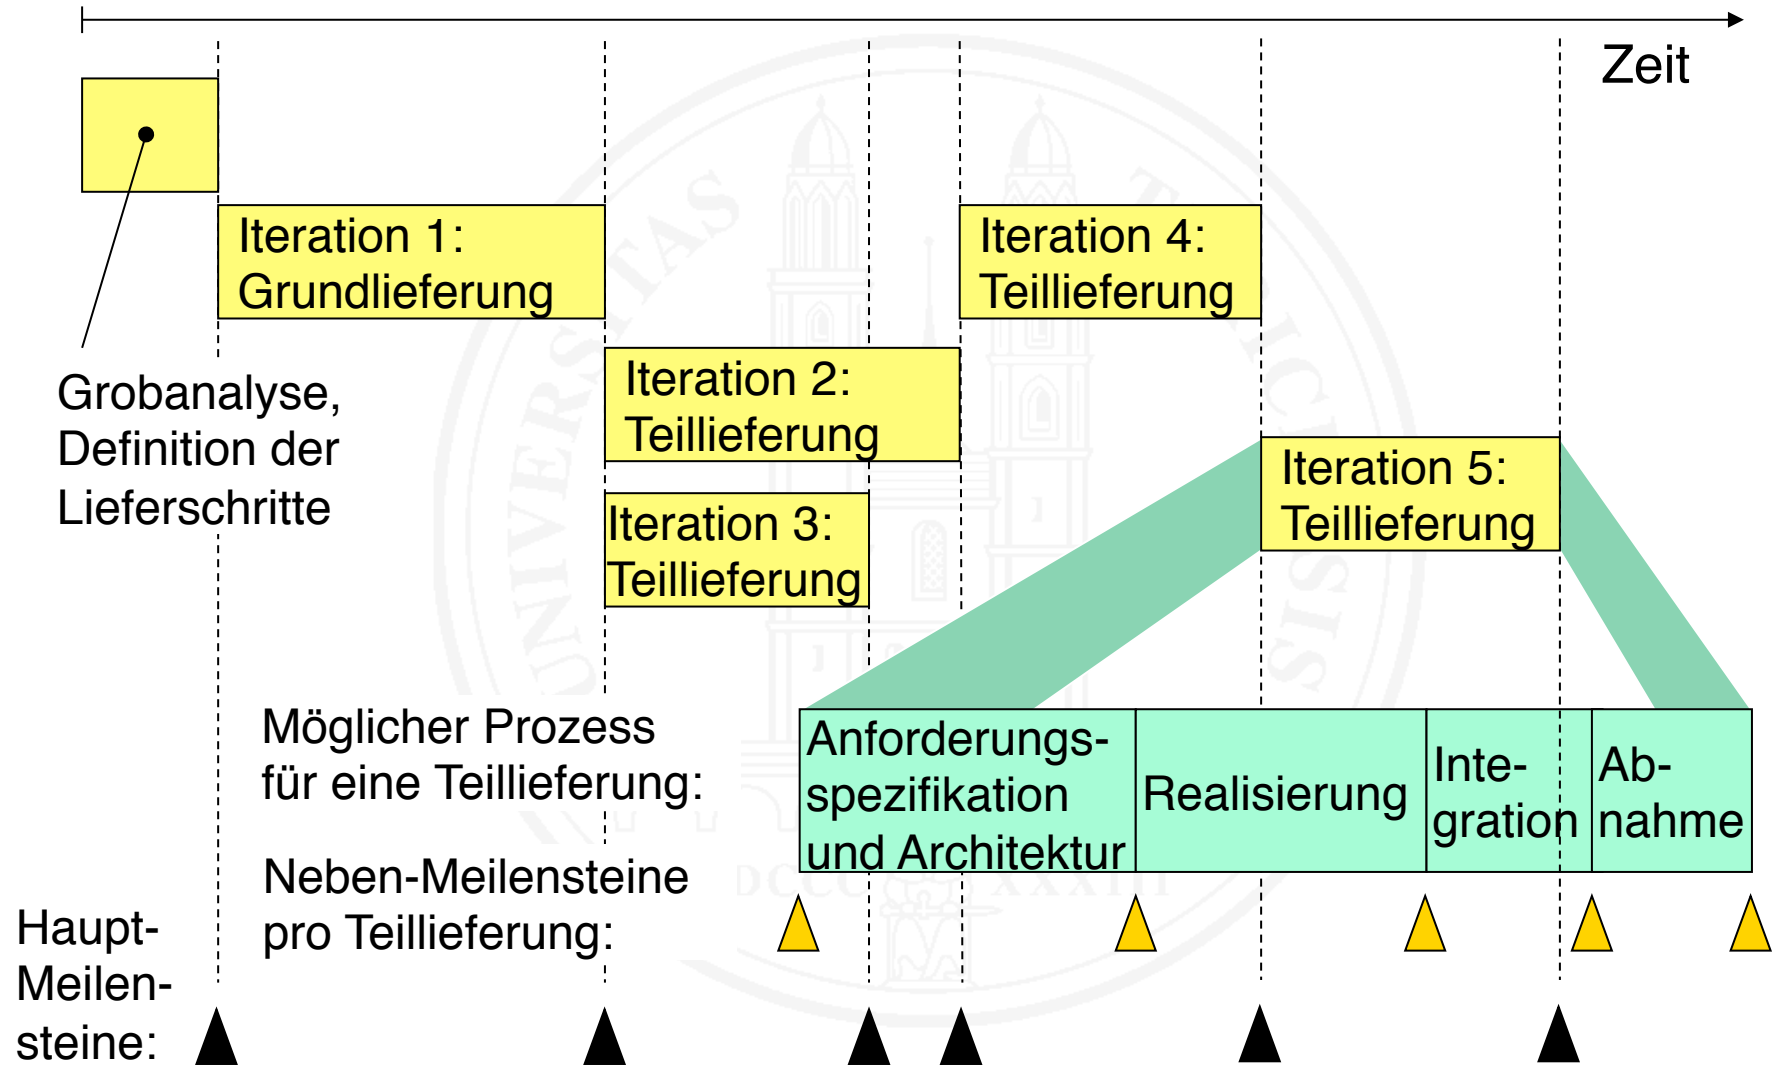 Zeit
Iteration 1:
Grundlieferung
Iteration 4:
Teillieferung
Iteration 2:
Teillieferung
Grobanalyse,
Definition der
Lieferschritte
Iteration 5:
Teillieferung
Iteration 3:
Teillieferung
Möglicher Prozess
für eine Teillieferung:
Anforderungs-
spezifikation
und Architektur
Realisierung
Inte-
gration
Ab-
nahme
Neben-Meilensteine
pro Teillieferung:
Haupt-
Meilen-
steine: